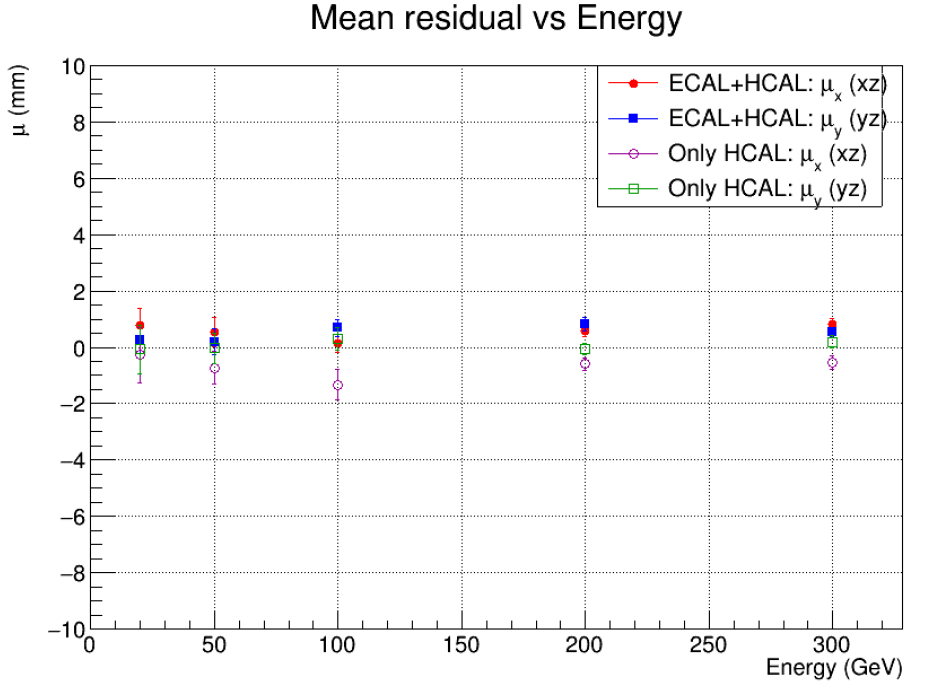 Mean residual vs Energy
μ (mm)
10
8
6
4
2
0
−2
−4
−6
−8
−10
ECAL+HCAL: μx (xz)
ECAL+HCAL: μy (yz)
Only HCAL: μx (xz)
Only HCAL: μy (yz)
0 50 100 150 200 250 300
Energy (GeV)